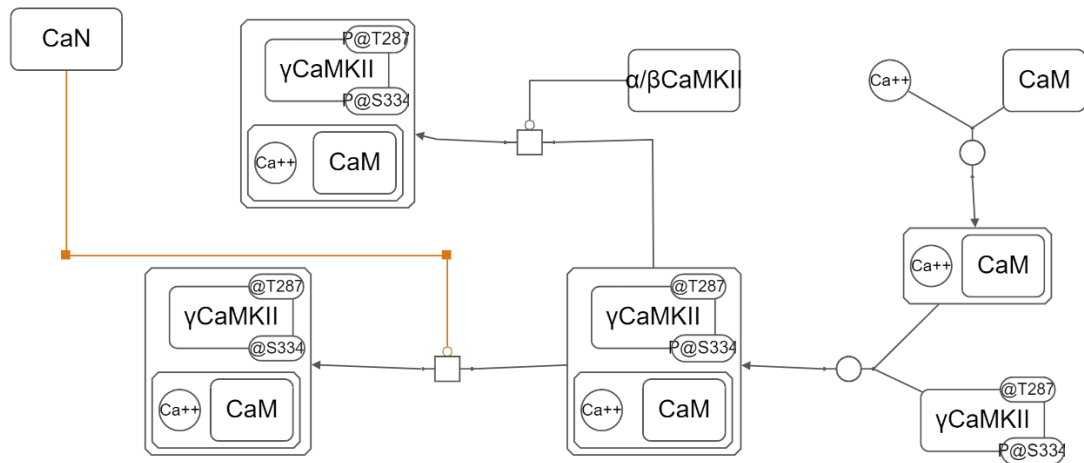 CaN
P@T287
γCaMKII
P@S334
Ca++
CaM
α/βCaMKII
Ca++
CaM
Ca++
CaM
@T287
γCaMKII
@S334
Ca++
CaM
@T287
γCaMKII
P@S334
Ca++
CaM
@T287
γCaMKII
P@S334